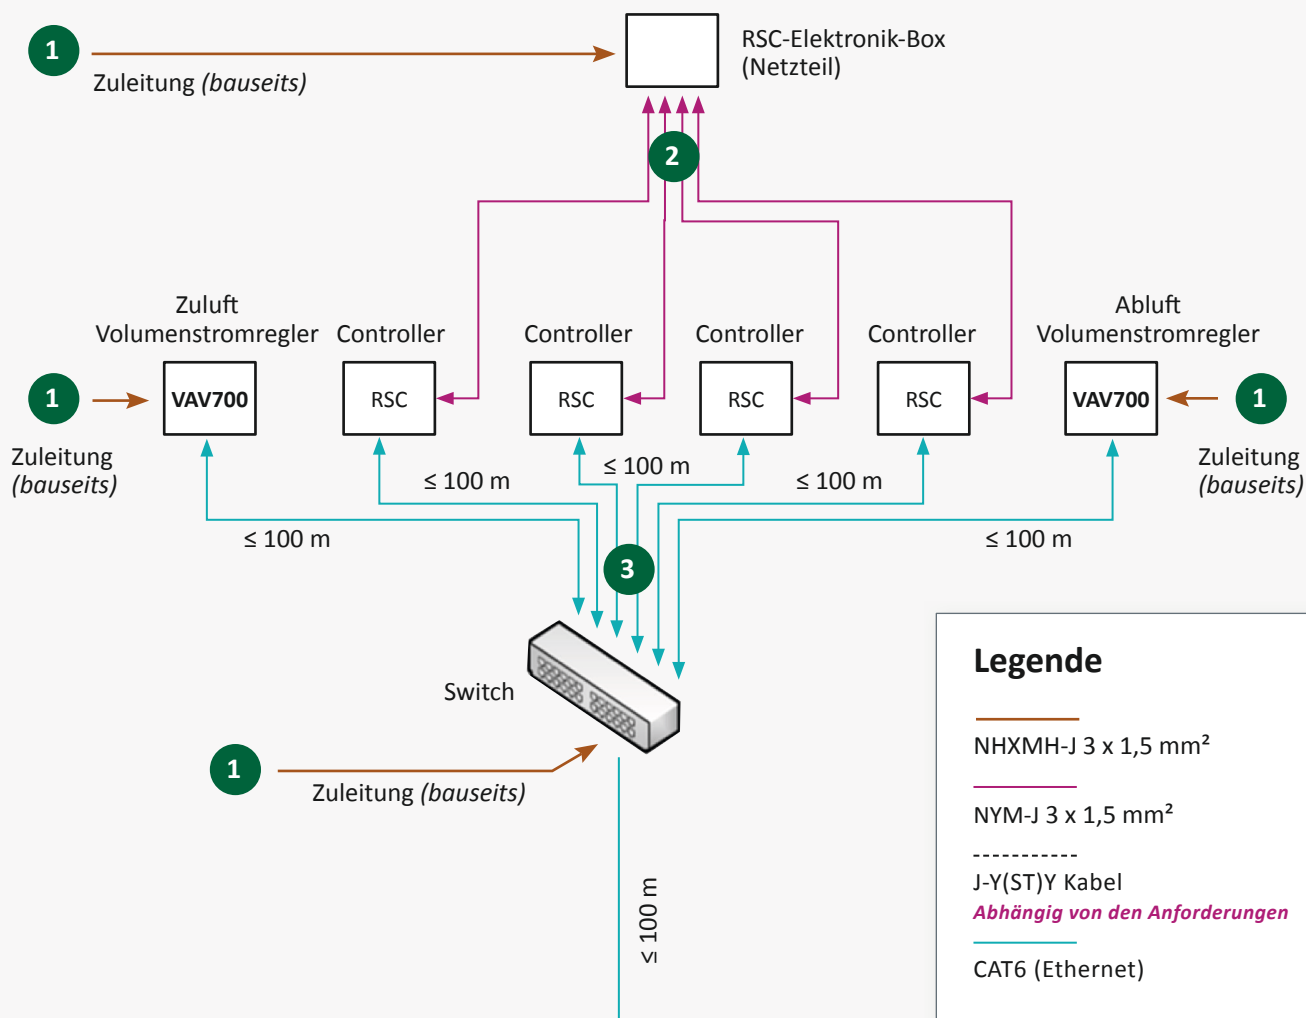 1
Zuleitung (bauseits)
RSC-Elektronik-Box
(Netzteil)
2
Zuluft
Volumenstromregler
Controller
Controller
Controller
Controller
Abluft
Volumenstromregler
1
VAV700
RSC
RSC
RSC
RSC
VAV700
1
Zuleitung
(bauseits)
Zuleitung
(bauseits)
≤ 100 m
≤ 100 m
≤ 100 m
≤ 100 m
≤ 100 m
3
Switch
1
Zuleitung (bauseits)
≤ 100 m
Legende
NHXMH-J 3 x 1,5 mm²
NYM-J 3 x 1,5 mm²
J-Y(ST)Y Kabel
Abhängig von den Anforderungen
CAT6 (Ethernet)